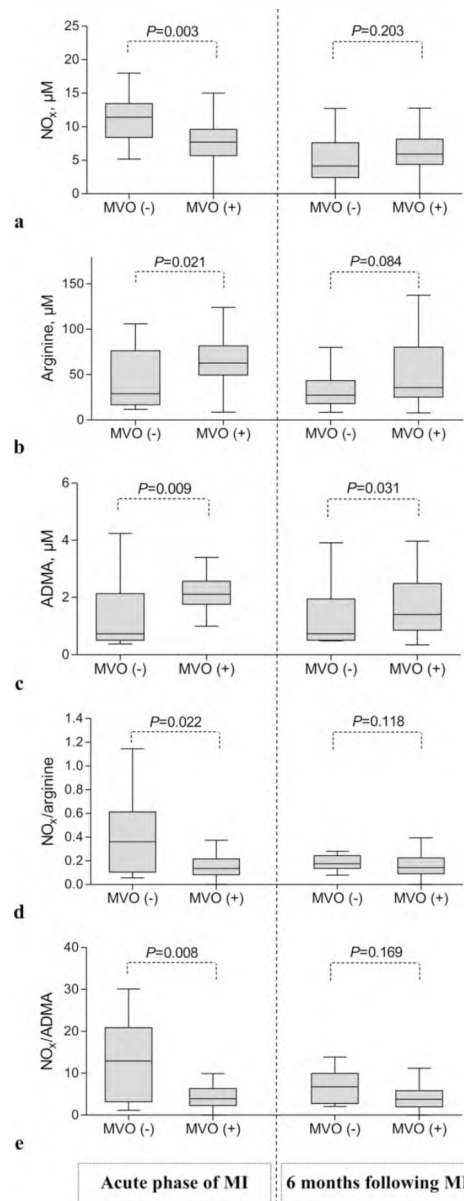 P=0.003
P=0.203
25
20
15
10
5
0
NOx, µM
MVO (-)
MVO (+)
MVO (-)
MVO (+)
a
P=0.021
P=0.084
150
100
50
0
Arginine, µM
MVO (-)
MVO (+)
MVO (-)
MVO (+)
b
P=0.009
P=0.031
6
4
2
0
ADMA, µM
MVO (-)
MVO (+)
MVO (-)
MVO (+)
c
P=0.022
P=0.118
1.4
1.2
1.0
0.8
0.6
0.4
0.2
0.0
NOx/arginine
MVO (-)
MVO (+)
MVO (-)
MVO (+)
d
P=0.008
P=0.169
40
30
20
10
0
NOx/ADMA
MVO (-)
MVO (+)
MVO (-)
MVO (+)
e
Acute phase of MI
6 months following MI